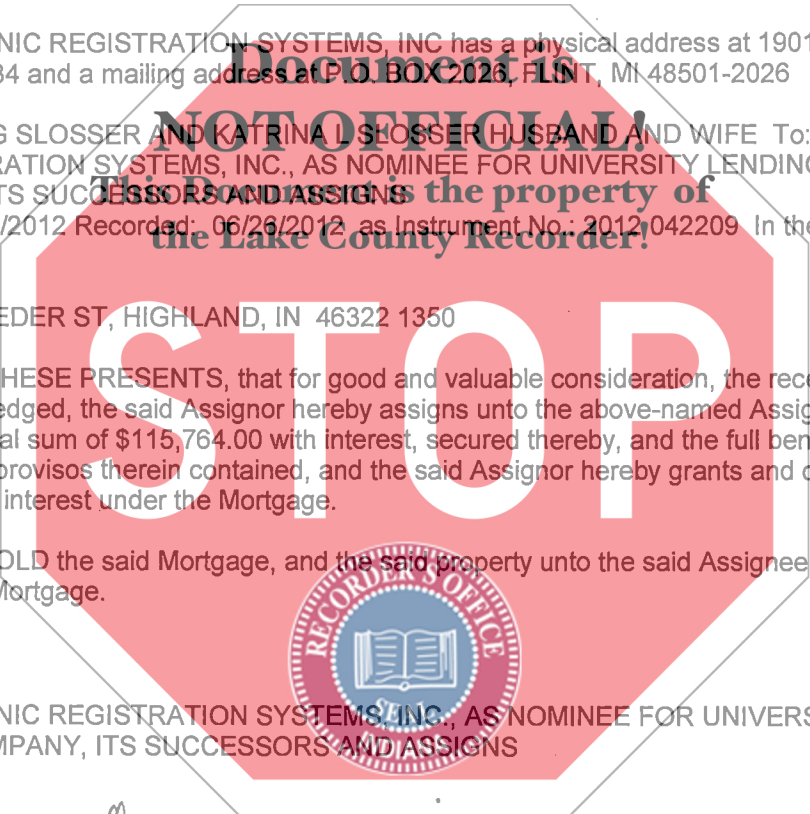 NIC REGISTRATION SYSTEMS, INC has a physical address at 1901
34 and a mailing address at P.O. BOX 2026, FLINT, MI 48501-2026
Document is
NOT OFFICIAL!
G SLOSSER AND KATRINA L SLOSSER HUSBAND AND WIFE To:
RATION SYSTEMS, INC., AS NOMINEE FOR UNIVERSITY LENDING
TS SUCCESSORS AND ASSIGNS
This Document is the property of
/2012 Recorded: 06/26/2012 as Instrument No.: 2012 042209 In the
the Lake County Recorder!
EDER ST, HIGHLAND, IN 46322 1350
STOP
HESE PRESENTS, that for good and valuable consideration, the rece
edged, the said Assignor hereby assigns unto the above-named Assig
al sum of $115,764.00 with interest, secured thereby, and the full ben
provisos therein contained, and the said Assignor hereby grants and
interest under the Mortgage.
OLD the said Mortgage, and the said property unto the said Assignee
Mortgage.
RECORDER'S OFFICE
SEAL
INDIANA
NIC REGISTRATION SYSTEMS, INC., AS NOMINEE FOR UNIVERS
MPANY, ITS SUCCESSORS AND ASSIGNS